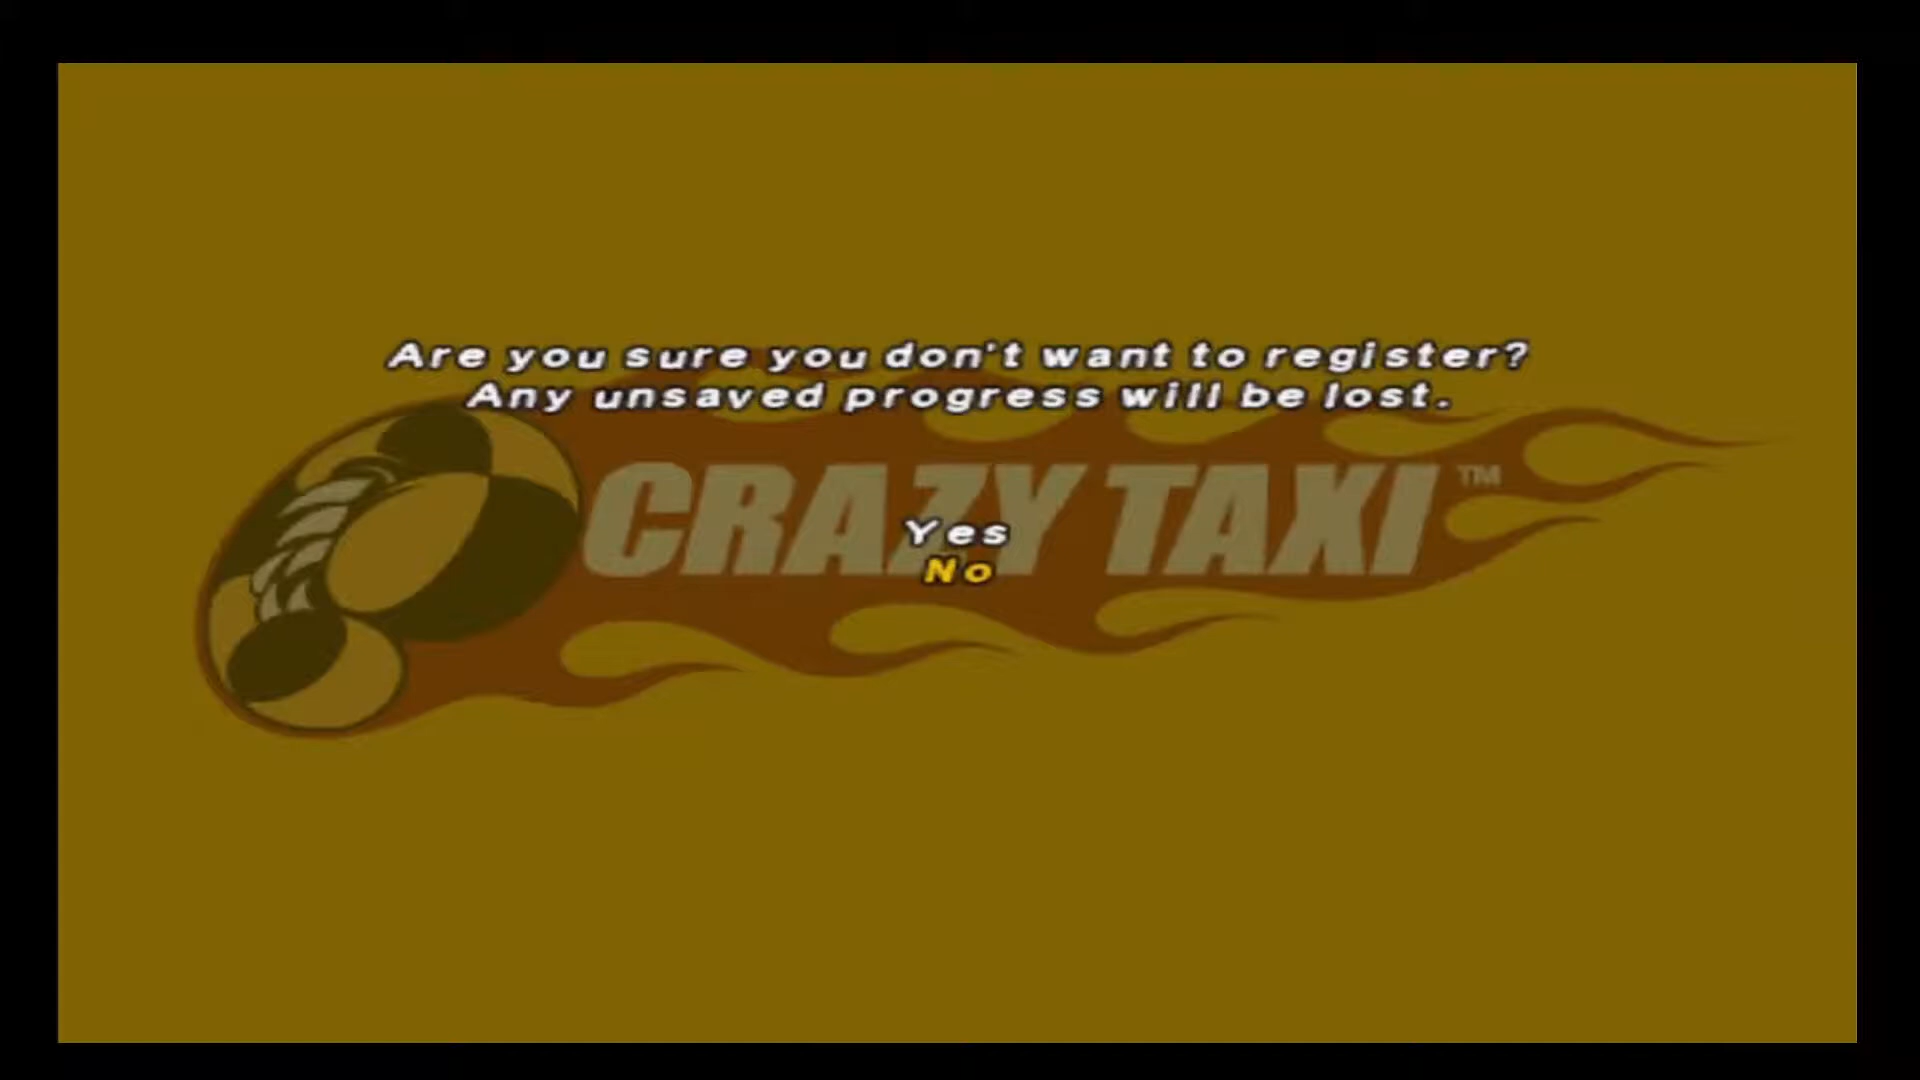 Are you sure you don't want to register?
Any unsaved progress will be lost.
CRAZY TAXI™
Yes
No